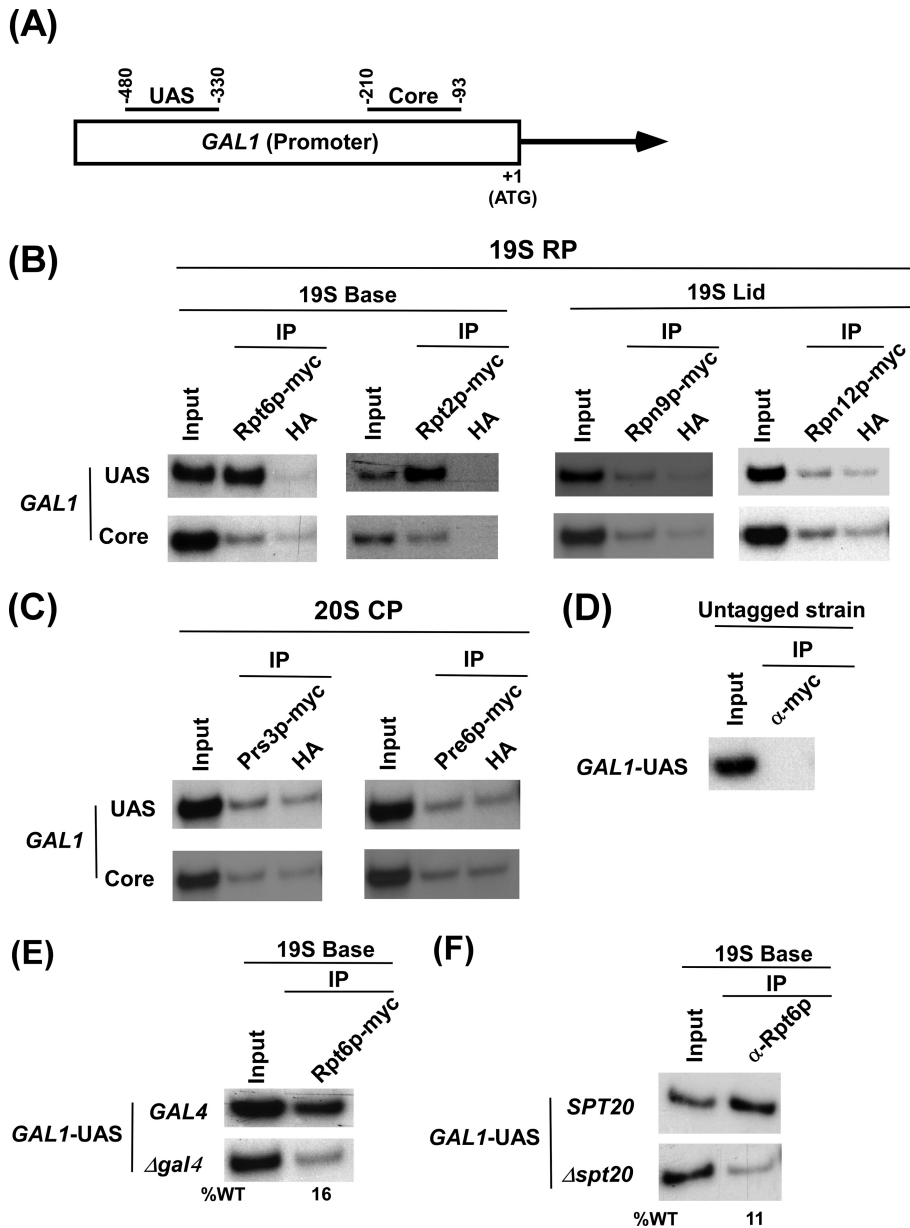 (A)
-480 UAS -330 -210 Core -93
GAL1 (Promoter)
+1
(ATG)
(B)
19S RP
19S Base 19S Lid
IP IP IP IP
Input Rpt6p-myc HA Input Rpt2p-myc HA Input Rpn9p-myc HA Input Rpn12p-myc HA
UAS
GAL1
Core
(C)
20S CP
IP IP
Input Prs3p-myc HA Input Pre6p-myc HA
UAS
GAL1
Core
(D)
Untagged strain
IP
Input α-myc
GAL1-UAS
(E)
19S Base
IP
Input Rpt6p-myc
GAL4
GAL1-UAS
Δgal4
%WT 16
(F)
19S Base
IP
Input α-Rpt6p
SPT20
GAL1-UAS
Δspt20
%WT 11